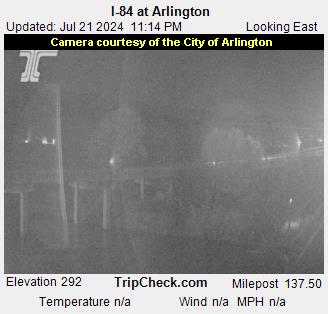 I-84 at Arlington
Updated: Jul 21 2024 11:14 PM Looking East
Camera courtesy of the City of Arlington
Elevation 292 TripCheck.com Milepost 137.50
Temperature n/a Wind n/a MPH n/a